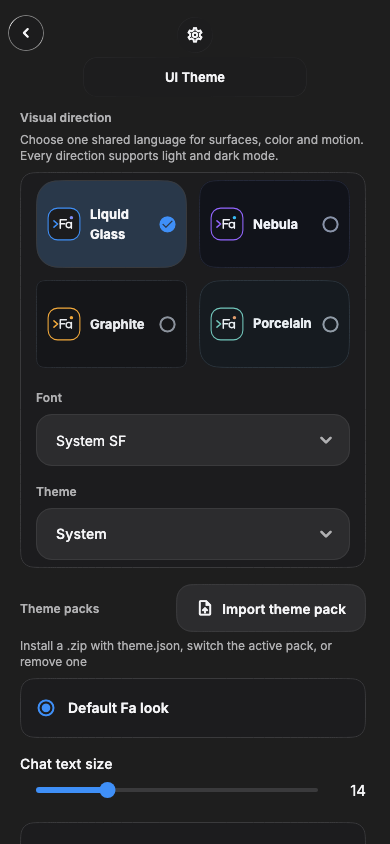 UI Theme
Visual direction
Choose one shared language for surfaces, color and motion.
Every direction supports light and dark mode.
>Fa Liquid
Glass
>Fa Nebula
>Fa Graphite
>Fa Porcelain
Font
System SF
Theme
System
Theme packs
Import theme pack
Install a .zip with theme.json, switch the active pack, or
remove one
Default Fa look
Chat text size
14